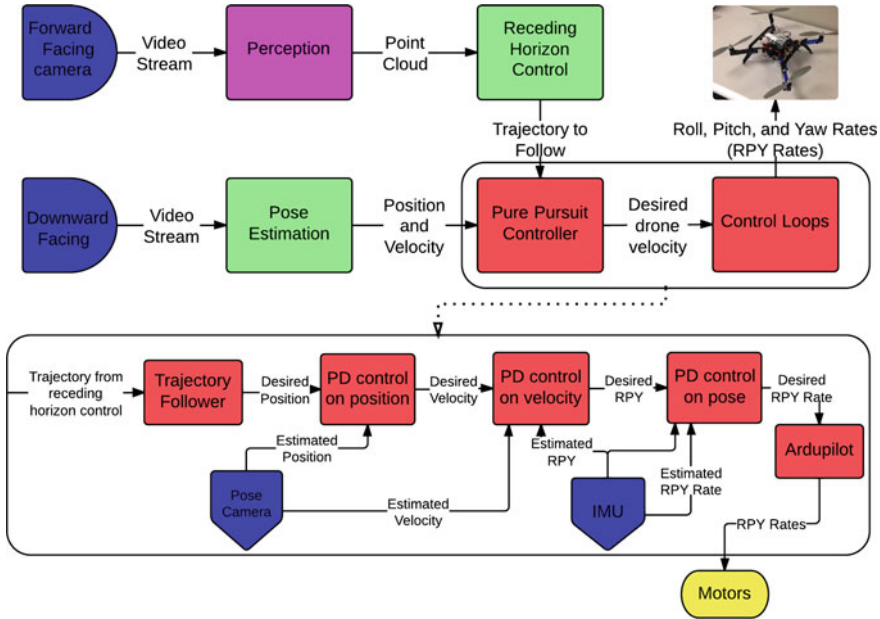 Forward
Facing
camera
Video
Stream
Perception
Point
Cloud
Receding
Horizon
Control
Trajectory to
Follow
Roll, Pitch, and Yaw Rates
(RPY Rates)
Downward
Facing
Video
Stream
Pose
Estimation
Position
and
Velocity
Pure Pursuit
Controller
Desired
drone
velocity
Control Loops
Trajectory from
receding
horizon control
Trajectory
Follower
Desired
Position
PD control
on position
Desired
Velocity
PD control
on velocity
Desired
RPY
PD control
on pose
Desired
RPY Rate
Ardupilot
Estimated
Position
Pose
Camera
Estimated
Velocity
Estimated
RPY
IMU
Estimated
RPY Rate
RPY Rates
Motors